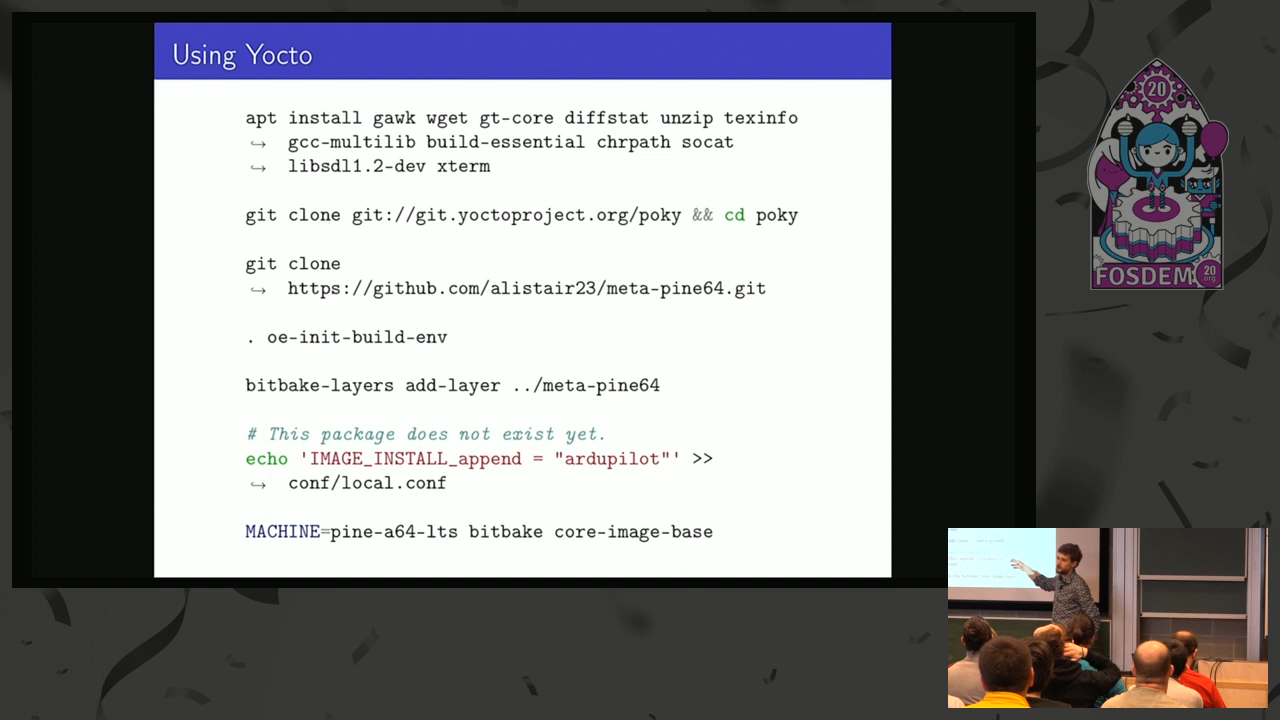 Using Yocto
apt install gawk wget gt-core diffstat unzip texinfo
↪ gcc-multilib build-essential chrpath socat
↪ libsdl1.2-dev xterm
git clone git://git.yoctoproject.org/poky && cd poky
git clone
↪ https://github.com/alistair23/meta-pine64.git
. oe-init-build-env
bitbake-layers add-layer ../meta-pine64
# This package does not exist yet.
echo 'IMAGE_INSTALL_append = "ardupilot"' >>
↪ conf/local.conf
MACHINE=pine-a64-lts bitbake core-image-base
20
FOSDEM 20
.org